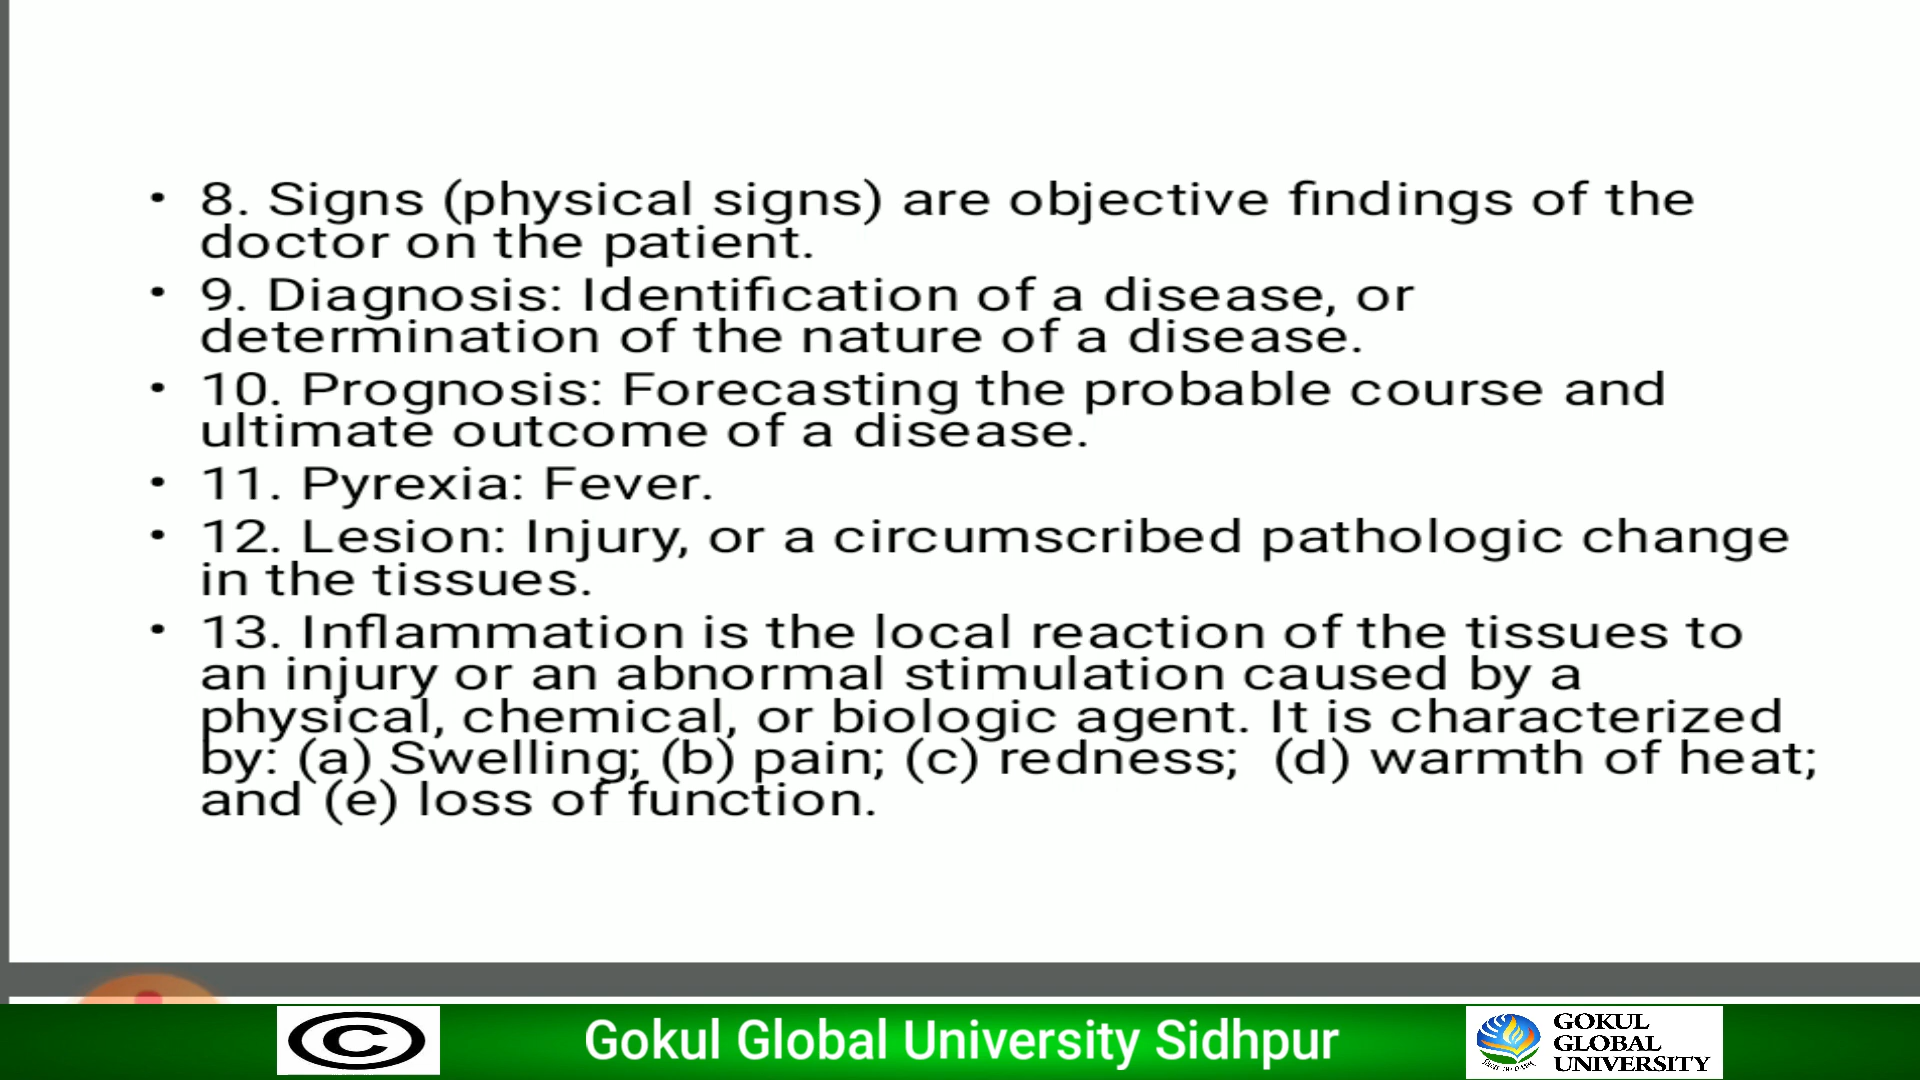 • 8. Signs (physical signs) are objective findings of the
doctor on the patient.
• 9. Diagnosis: Identification of a disease, or
determination of the nature of a disease.
• 10. Prognosis: Forecasting the probable course and
ultimate outcome of a disease.
• 11. Pyrexia: Fever.
• 12. Lesion: Injury, or a circumscribed pathologic change
in the tissues.
• 13. Inflammation is the local reaction of the tissues to
an injury or an abnormal stimulation caused by a
physical, chemical, or biologic agent. It is characterized
by: (a) Swelling; (b) pain; (c) redness; (d) warmth of heat;
and (e) loss of function.
©
Gokul Global University Sidhpur
GOKUL
GLOBAL
UNIVERSITY